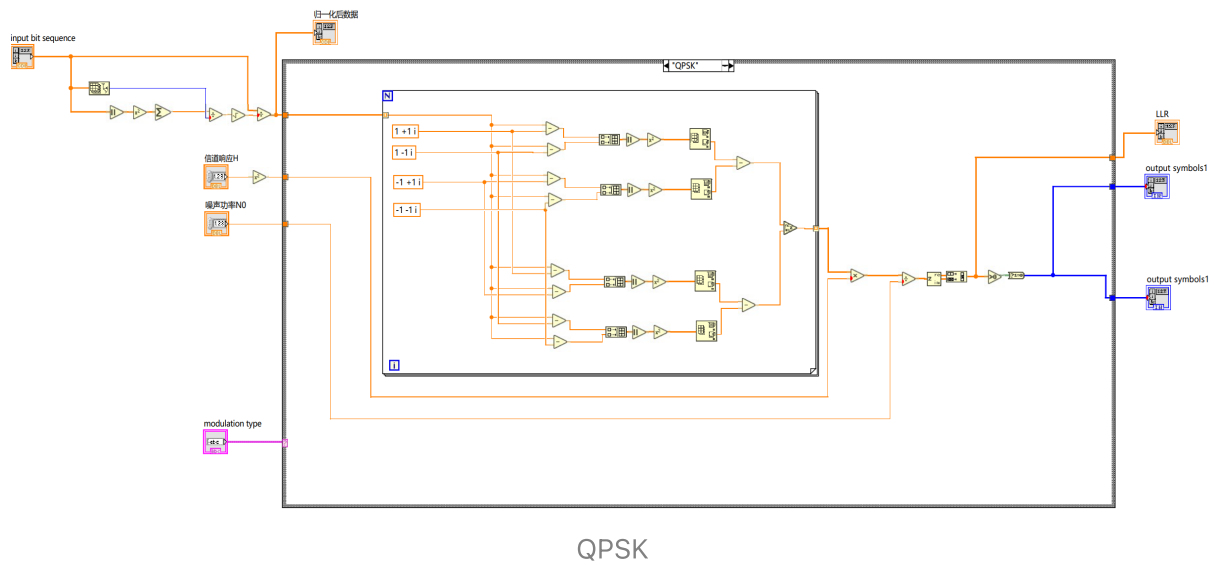 归一化后数据
input bit sequence
"QPSK"
N
1 +1 i
1 -1 i
-1 +1 i
-1 -1 i
LLR
信道响应H
output symbols1
噪声功率N0
output symbols1
i
modulation type
abc
QPSK